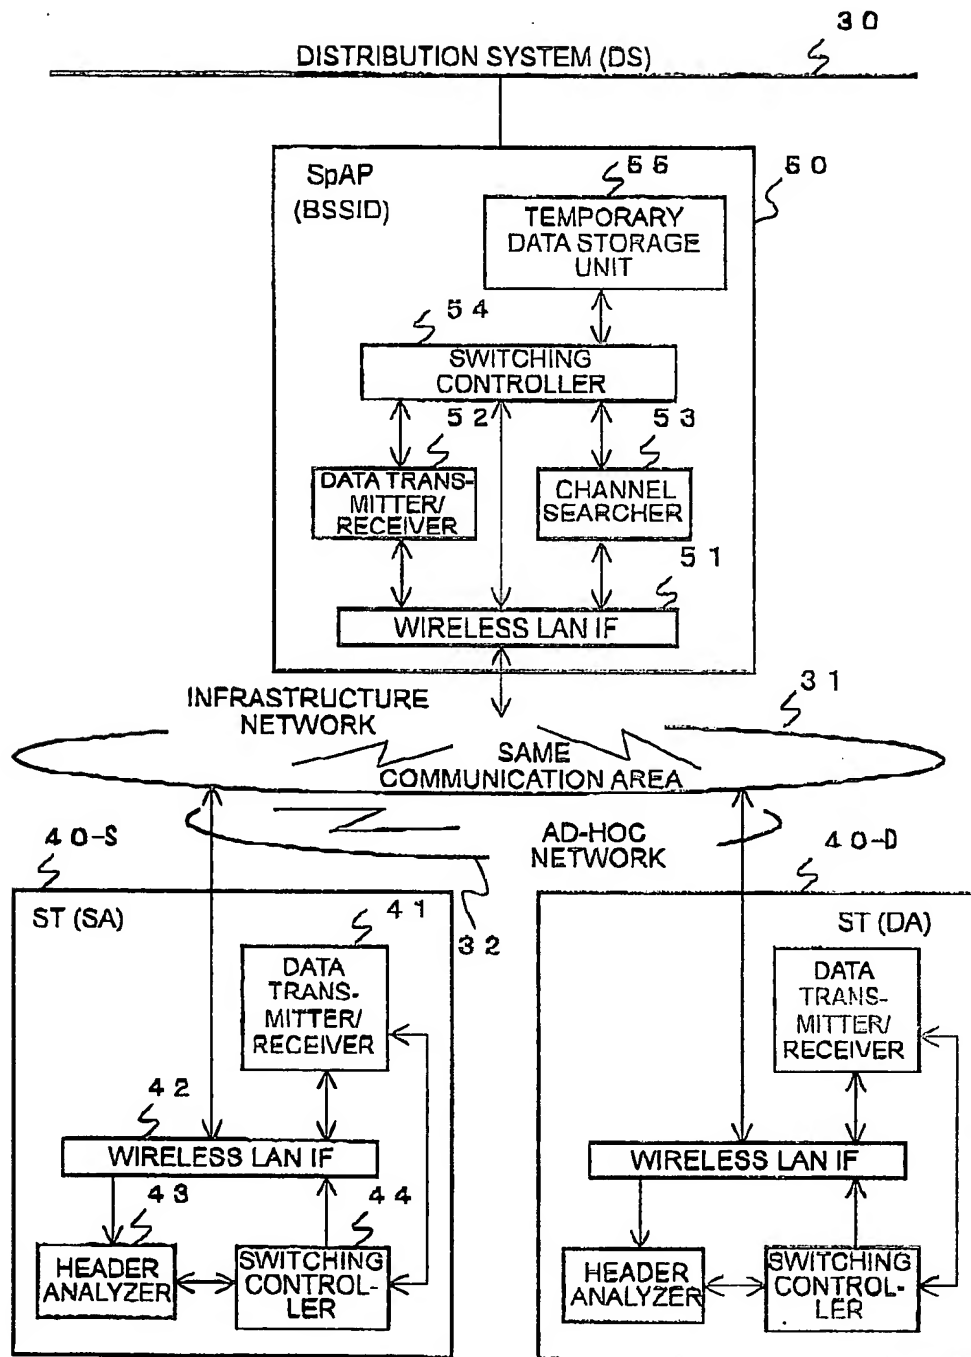 30
DISTRIBUTION SYSTEM (DS)
SpAP
(BSSID)
55
50
TEMPORARY
DATA STORAGE
UNIT
54
SWITCHING
CONTROLLER
52
53
DATA TRANS-
MITTER/
RECEIVER
CHANNEL
SEARCHER
51
WIRELESS LAN IF
INFRASTRUCTURE
NETWORK
31
SAME
COMMUNICATION AREA
40-S
AD-HOC
NETWORK
40-D
32
ST (SA)
41
DATA
TRANS-
MITTER/
RECEIVER
42
WIRELESS LAN IF
43
44
HEADER
ANALYZER
SWITCHING
CONTROL-
LER
ST (DA)
DATA
TRANS-
MITTER/
RECEIVER
WIRELESS LAN IF
HEADER
ANALYZER
SWITCHING
CONTROL-
LER